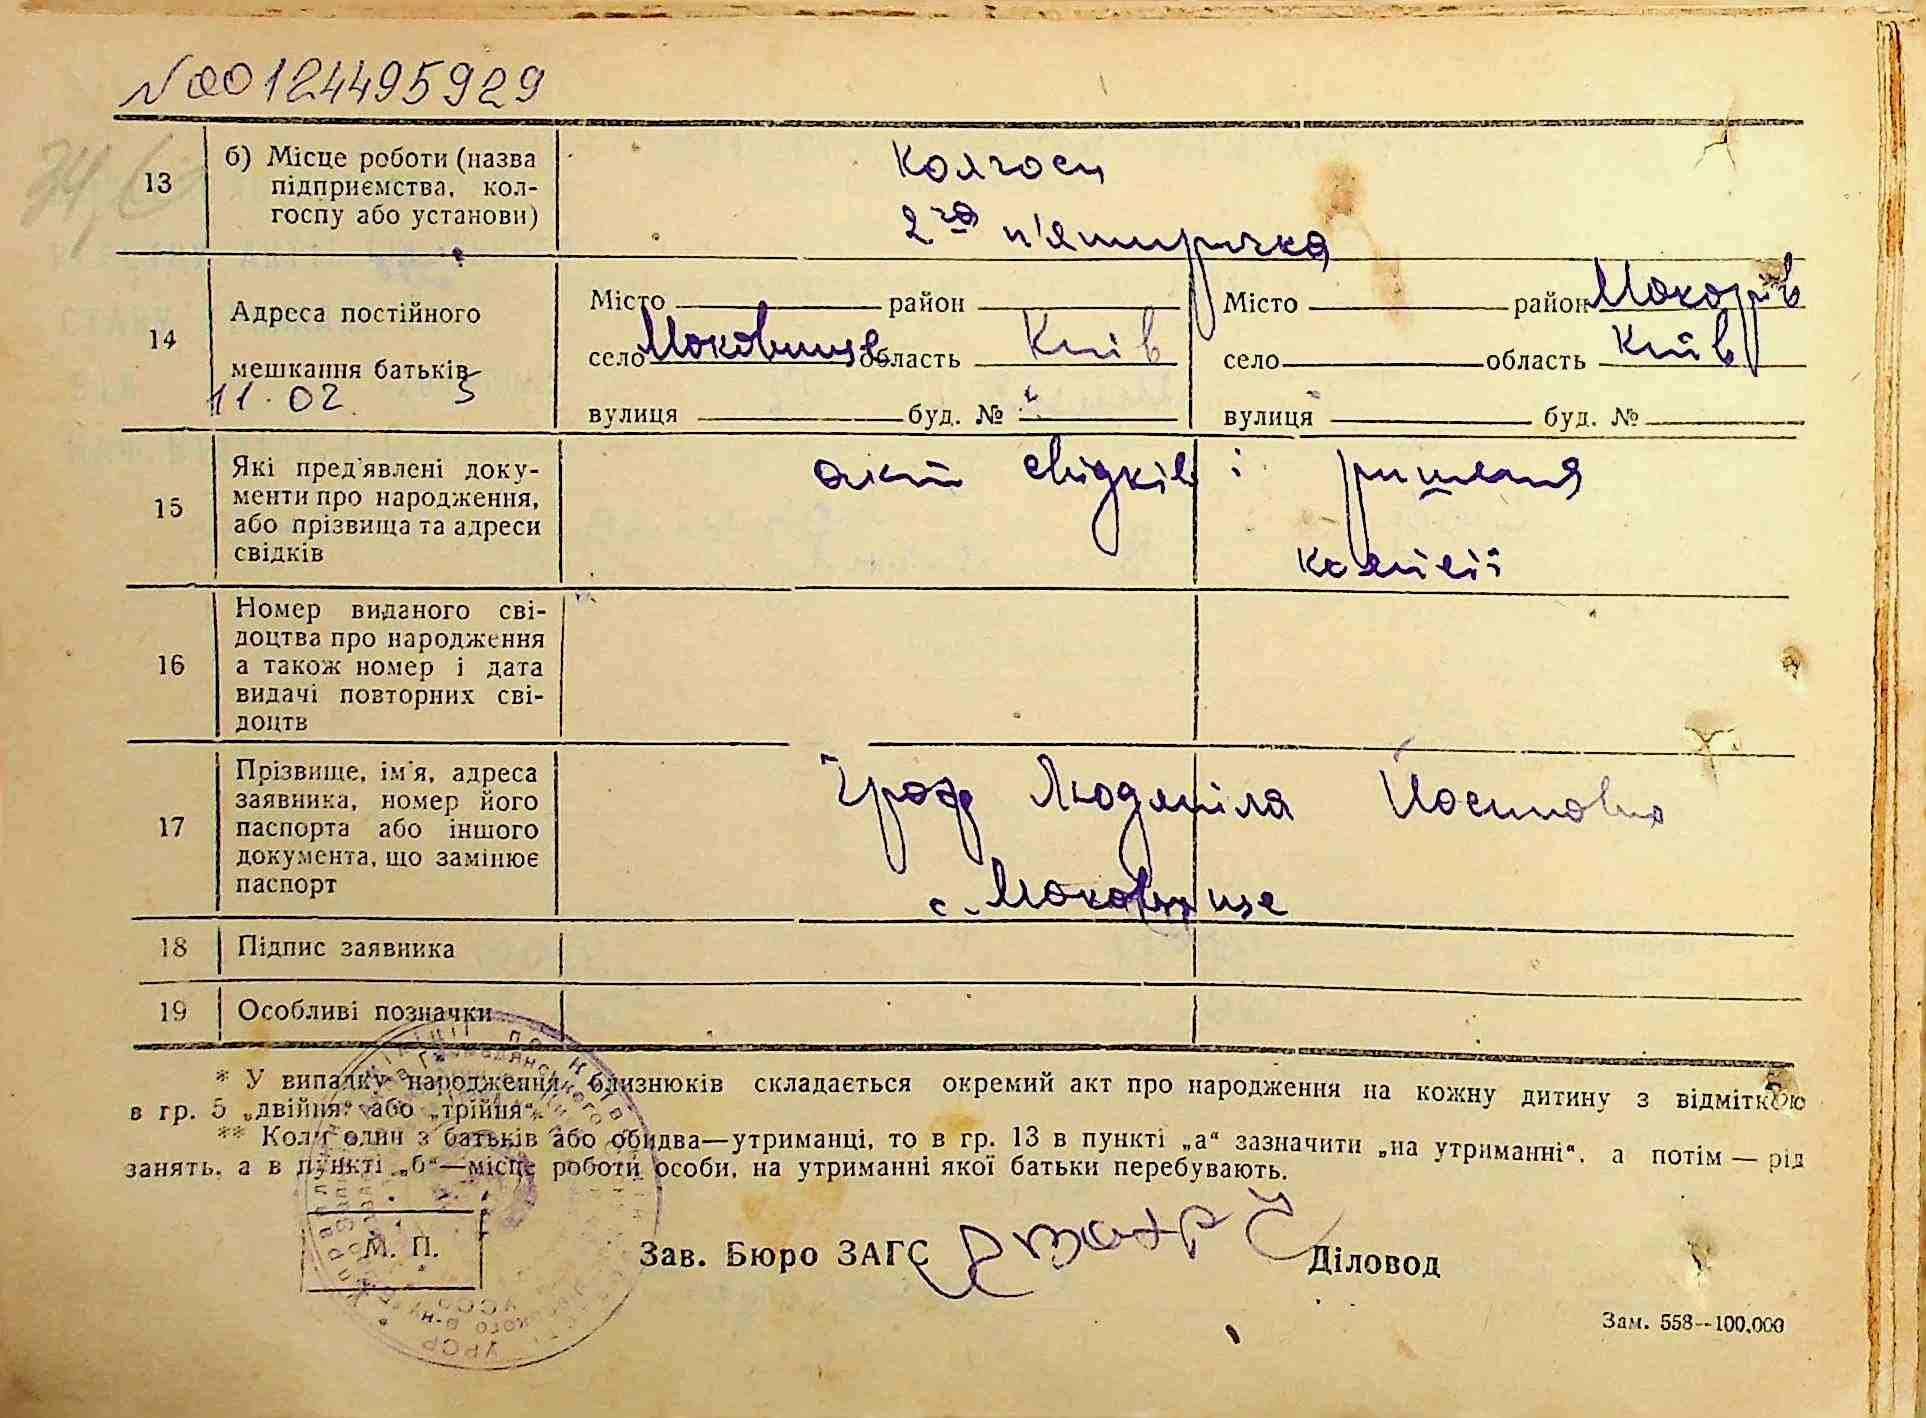 № 00124495929
13
б) Місце роботи (назва
підприємства, кол-
госпу або установи)
Колгосп
2га п'ятирічка
14
Адреса постійного
мешкання батьків
11.02
Місто район
село Маковище область Київ
вулиця буд. №
Місто район Макарів
село область Київ
вулиця буд. №
15
Які пред'явлені доку-
менти про народження,
або прізвища та адреси
свідків
акт свідків і рішення
комісії
16
Номер виданого сві-
доцтва про народження
а також номер і дата
видачі повторних сві-
доцтв
17
Прізвище, ім'я, адреса
заявника, номер його
паспорта або іншого
документа, що замінює
паспорт
Граф Людміла Йосиповна
с. Маковище
18
Підпис заявника
19
Особливі позначки
* У випадку народження близнюків складається окремий акт про народження на кожну дитину з відміткою
в гр. 5 „двійня“ або „трійня“.
** Коли один з батьків або обидва—утриманці, то в гр. 13 в пункті „а“ зазначити „на утриманні“, а потім — рід
занять, а в пункті „б“—місце роботи особи, на утриманні якої батьки перебувають.
М. П.
Зав. Бюро ЗАГС
Діловод
Зам. 558—100.000